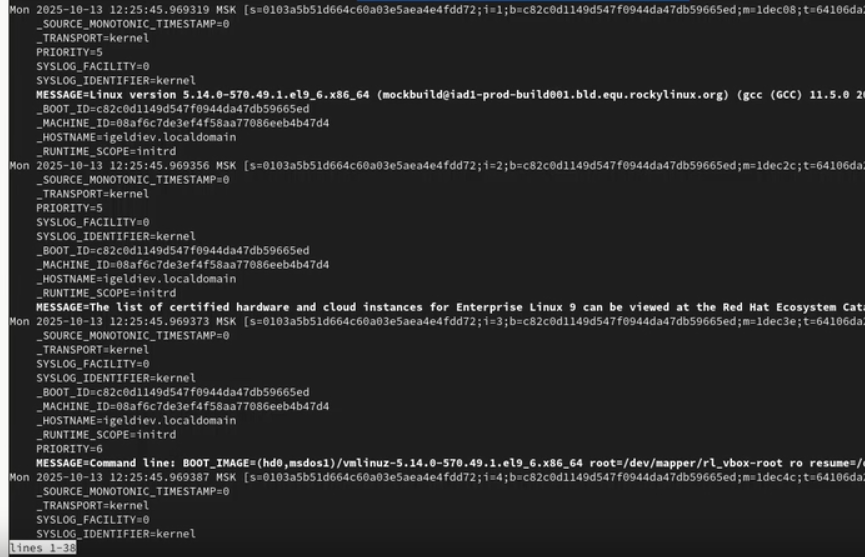 Mon 2025-10-13 12:25:45.969319 MSK [s=0103a5b51d664c60a03e5aea4e4fdd72;i=1;b=c82c0d1149d547f0944da47db59665ed;m=1dec08;t=64106da
_SOURCE_MONOTONIC_TIMESTAMP=0
_TRANSPORT=kernel
PRIORITY=5
SYSLOG_FACILITY=0
SYSLOG_IDENTIFIER=kernel
MESSAGE=Linux version 5.14.0-570.49.1.el9_6.x86_64 (mockbuild@iad1-prod-build001.bld.equ.rockylinux.org) (gcc (GCC) 11.5.0 20
_BOOT_ID=c82c0d1149d547f0944da47db59665ed
_MACHINE_ID=08af6c7de3ef4f58aa77086eeb4b47d4
_HOSTNAME=igeldiev.localdomain
_RUNTIME_SCOPE=initrd
Mon 2025-10-13 12:25:45.969356 MSK [s=0103a5b51d664c60a03e5aea4e4fdd72;i=2;b=c82c0d1149d547f0944da47db59665ed;m=1dec2c;t=64106da
_SOURCE_MONOTONIC_TIMESTAMP=0
_TRANSPORT=kernel
PRIORITY=5
SYSLOG_FACILITY=0
SYSLOG_IDENTIFIER=kernel
_BOOT_ID=c82c0d1149d547f0944da47db59665ed
_MACHINE_ID=08af6c7de3ef4f58aa77086eeb4b47d4
_HOSTNAME=igeldiev.localdomain
_RUNTIME_SCOPE=initrd
MESSAGE=The list of certified hardware and cloud instances for Enterprise Linux 9 can be viewed at the Red Hat Ecosystem Cata
Mon 2025-10-13 12:25:45.969373 MSK [s=0103a5b51d664c60a03e5aea4e4fdd72;i=3;b=c82c0d1149d547f0944da47db59665ed;m=1dec3e;t=64106da
_SOURCE_MONOTONIC_TIMESTAMP=0
_TRANSPORT=kernel
SYSLOG_FACILITY=0
SYSLOG_IDENTIFIER=kernel
_BOOT_ID=c82c0d1149d547f0944da47db59665ed
_MACHINE_ID=08af6c7de3ef4f58aa77086eeb4b47d4
_HOSTNAME=igeldiev.localdomain
_RUNTIME_SCOPE=initrd
PRIORITY=6
MESSAGE=Command line: BOOT_IMAGE=(hd0,msdos1)/vmlinuz-5.14.0-570.49.1.el9_6.x86_64 root=/dev/mapper/rl_vbox-root ro resume=/
Mon 2025-10-13 12:25:45.969387 MSK [s=0103a5b51d664c60a03e5aea4e4fdd72;i=4;b=c82c0d1149d547f0944da47db59665ed;m=1dec4c;t=64106da
_SOURCE_MONOTONIC_TIMESTAMP=0
_TRANSPORT=kernel
SYSLOG_FACILITY=0
SYSLOG_IDENTIFIER=kernel
lines 1-38